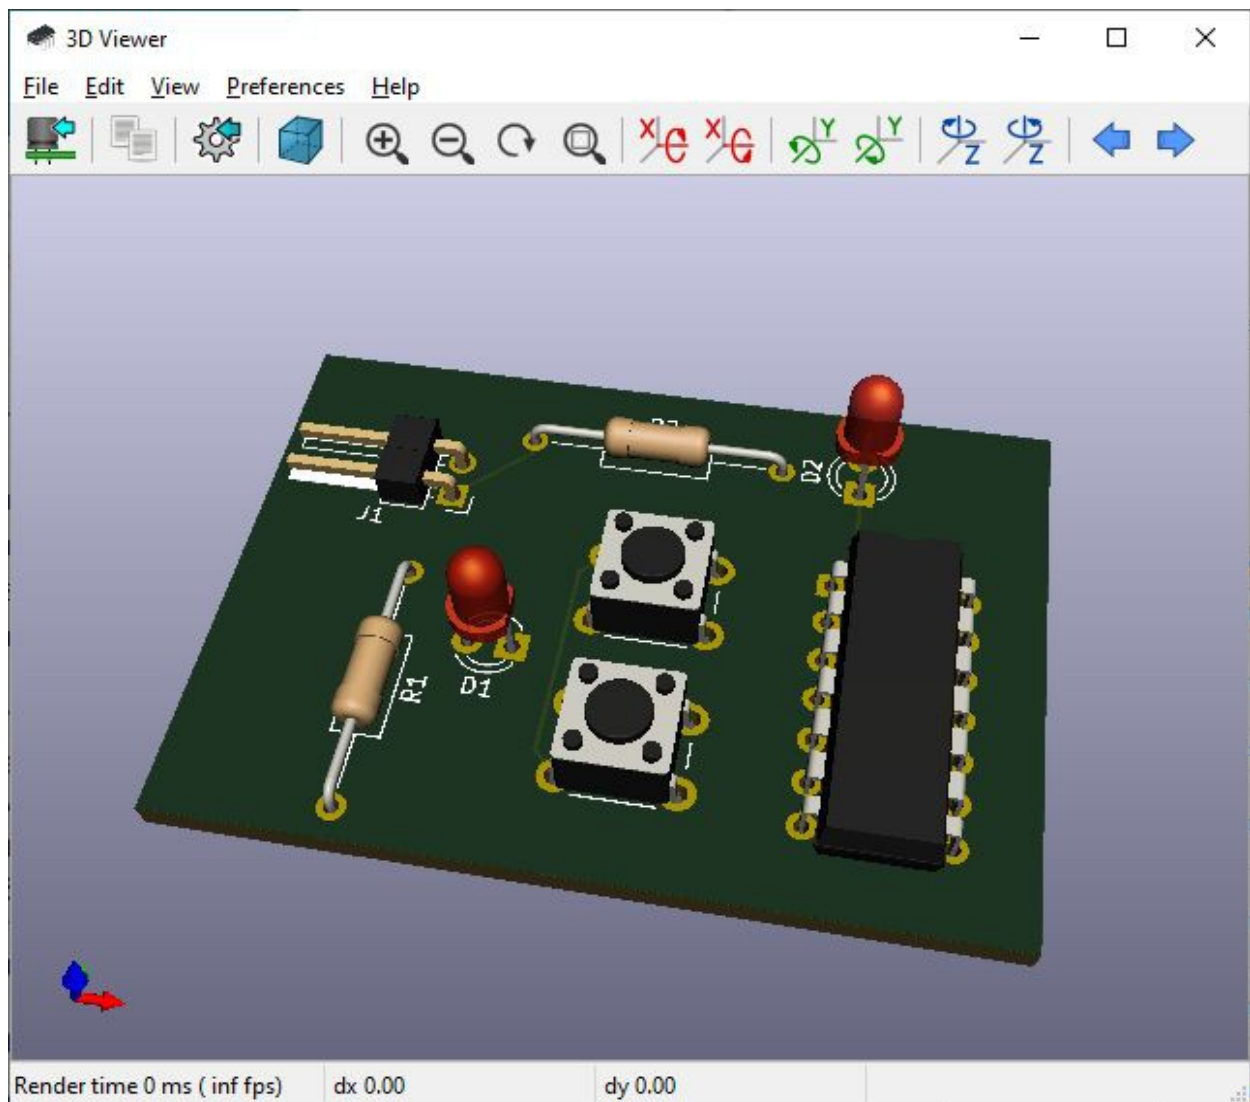 3D Viewer
File Edit View Preferences Help
X X Y Y Z Z
J1
D2
R1
D1
Render time 0 ms ( inf fps) dx 0.00 dy 0.00